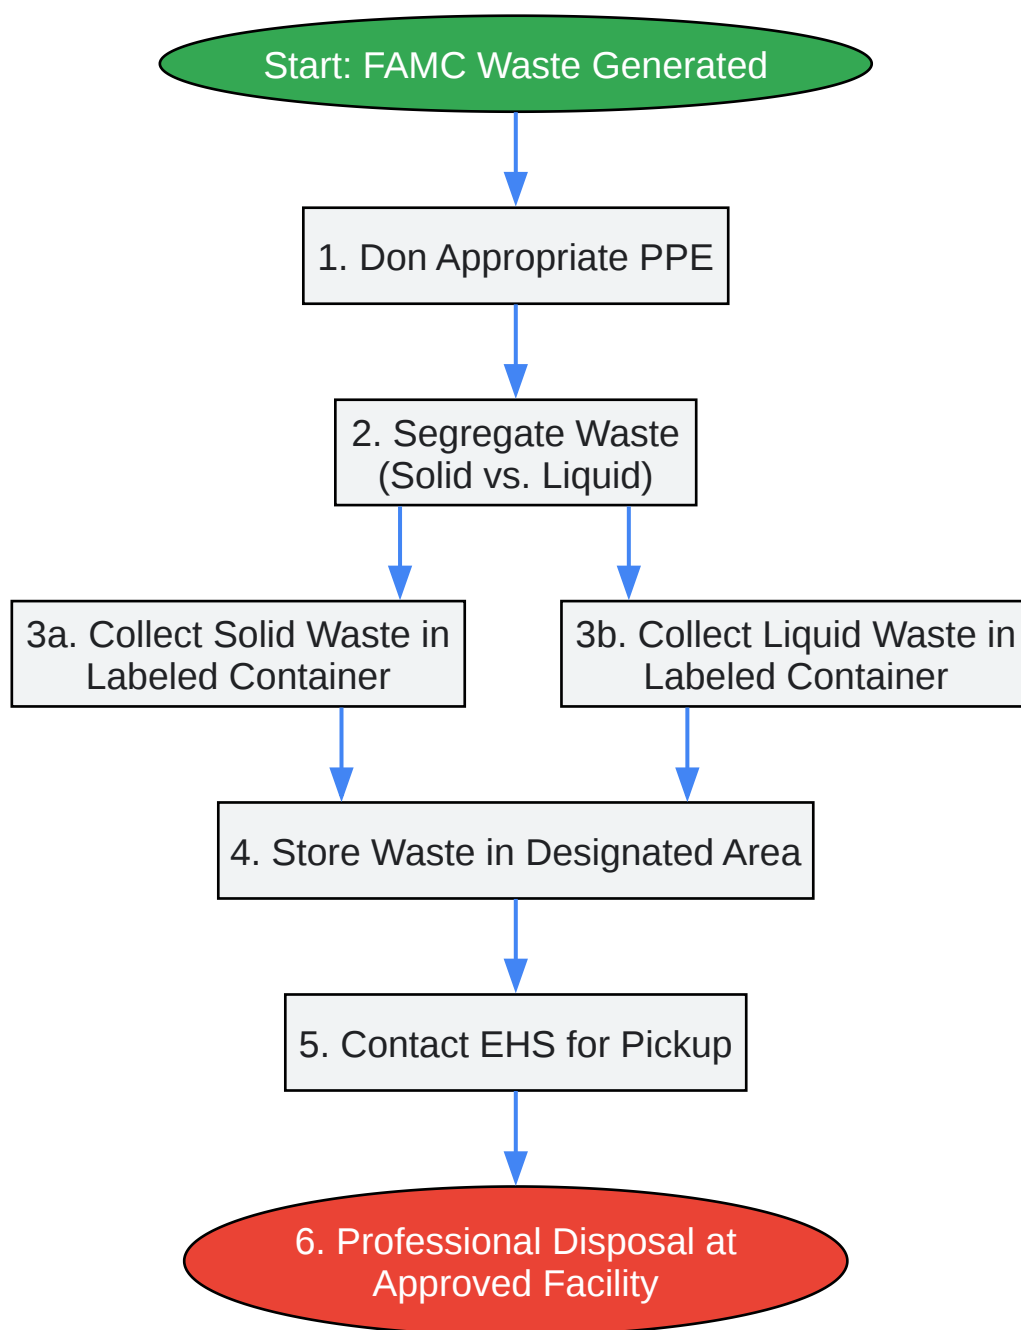 Start: FAMC Waste Generated
1. Don Appropriate PPE
2. Segregate Waste
(Solid vs. Liquid)
3a. Collect Solid Waste in
Labeled Container
3b. Collect Liquid Waste in
Labeled Container
4. Store Waste in Designated Area
5. Contact EHS for Pickup
6. Professional Disposal at
Approved Facility